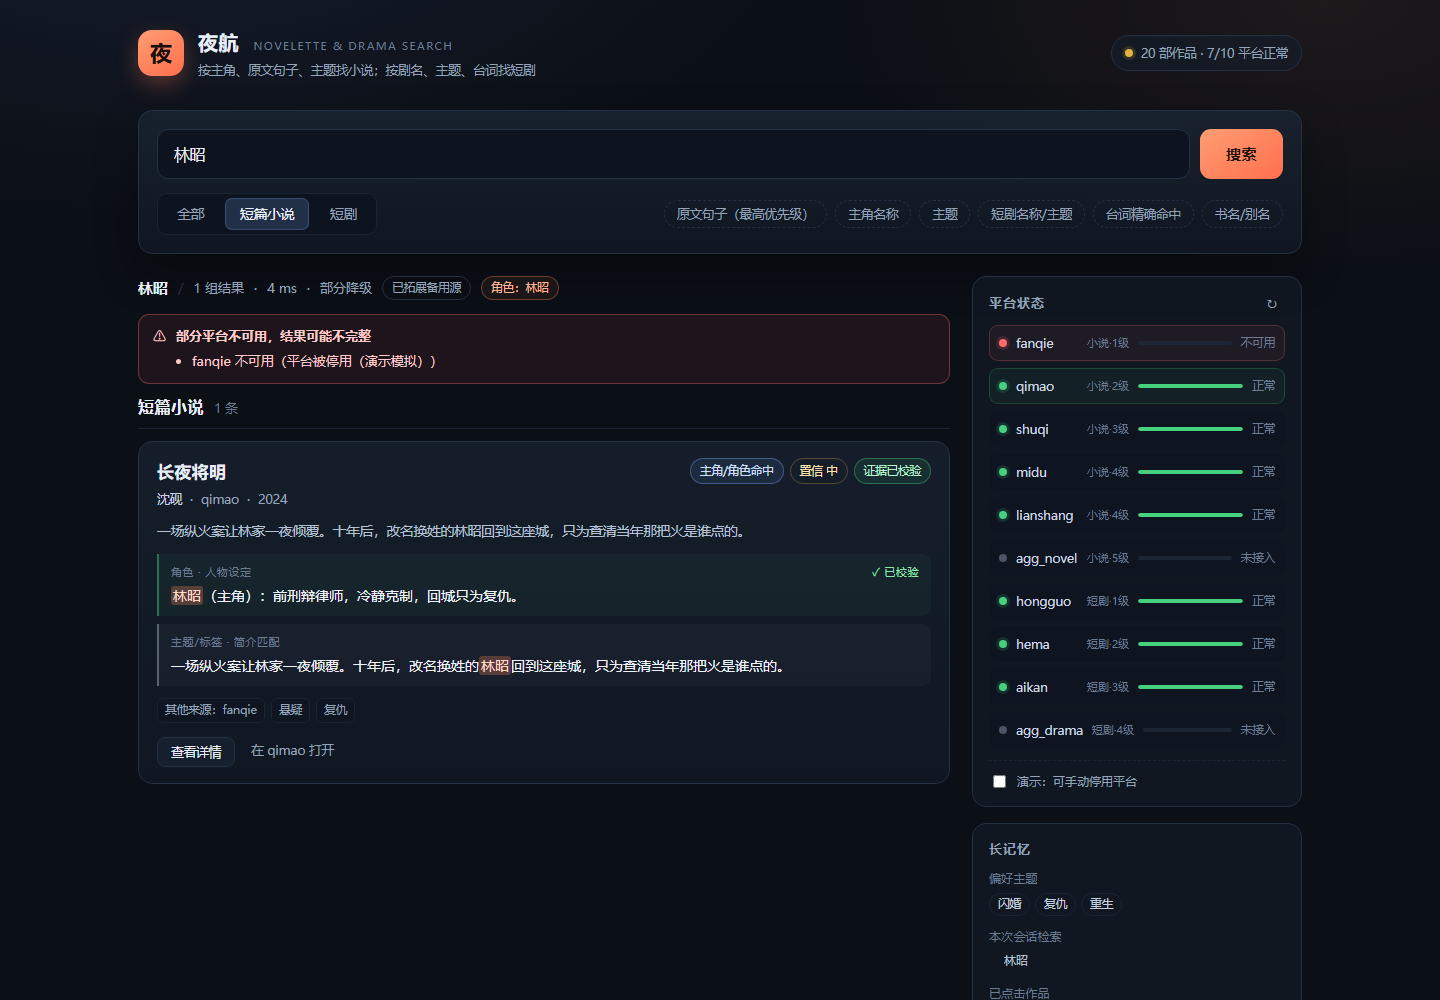 夜
夜航 NOVELETTE & DRAMA SEARCH
按主角、原文句子、主题找小说；按剧名、主题、台词找短剧
20 部作品 · 7/10 平台正常
林昭
搜索
全部 短篇小说 短剧
原文句子（最高优先级） 主角名称 主题 短剧名称/主题 台词精确命中 书名/别名
林昭 / 1 组结果 · 4 ms · 部分降级 已拓展备用源 角色：林昭
部分平台不可用，结果可能不完整
fanqie 不可用（平台被停用（演示模拟））
短篇小说 1 条
长夜将明
主角/角色命中 置信 中 证据已校验
沈砚 · qimao · 2024
一场纵火案让林家一夜倾覆。十年后，改名换姓的林昭回到这座城，只为查清当年那把火是谁点的。
角色 · 人物设定
✓ 已校验
林昭（主角）：前刑辩律师，冷静克制，回城只为复仇。
主题/标签 · 简介匹配
一场纵火案让林家一夜倾覆。十年后，改名换姓的林昭回到这座城，只为查清当年那把火是谁点的。
其他来源：fanqie 悬疑 复仇
查看详情 在 qimao 打开
平台状态 ↻
fanqie 小说·1级 不可用
qimao 小说·2级 正常
shuqi 小说·3级 正常
midu 小说·4级 正常
lianshang 小说·4级 正常
agg_novel 小说·5级 未接入
hongguo 短剧·1级 正常
hema 短剧·2级 正常
aikan 短剧·3级 正常
agg_drama 短剧·4级 未接入
演示：可手动停用平台
长记忆
偏好主题
闪婚 复仇 重生
本次会话检索
林昭
已点击作品